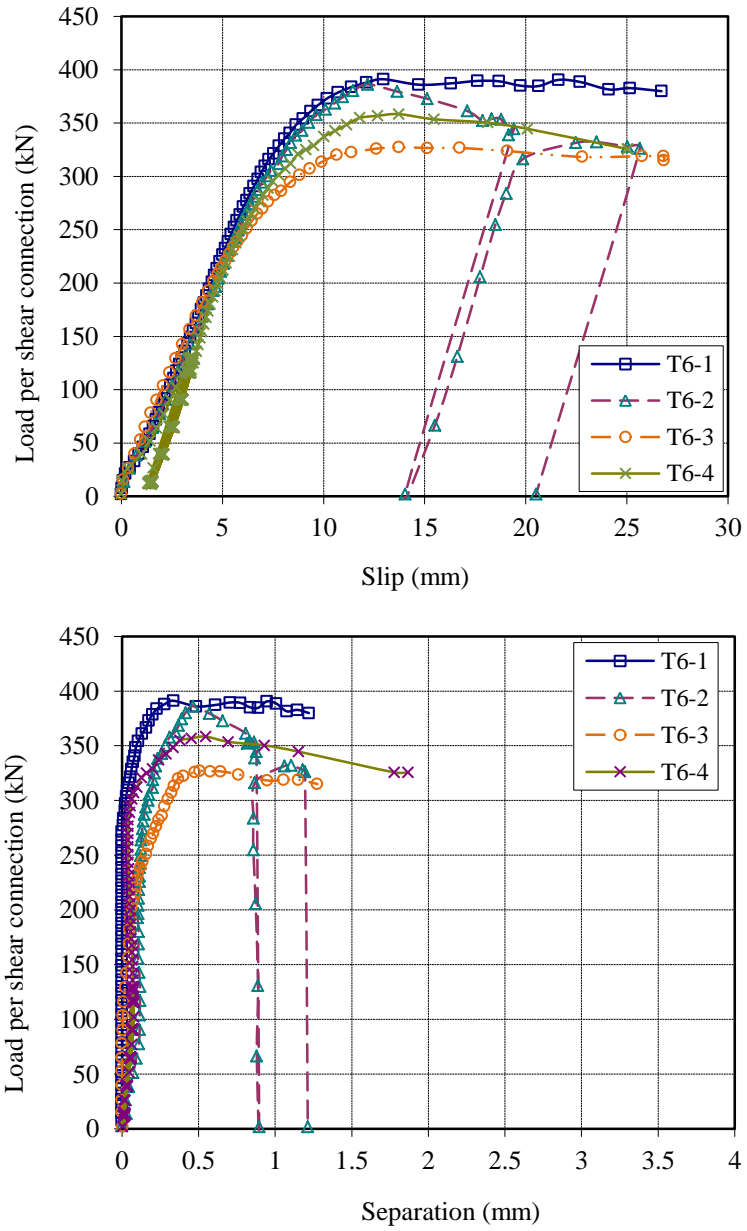 450
400
350
300
250
200
150
100
50
0
Load per shear connection (kN)
T6-1
T6-2
T6-3
T6-4
0 5 10 15 20 25 30
Slip (mm)
450
400
350
300
250
200
150
100
50
0
Load per shear connection (kN)
T6-1
T6-2
T6-3
T6-4
0 0.5 1 1.5 2 2.5 3 3.5 4
Separation (mm)